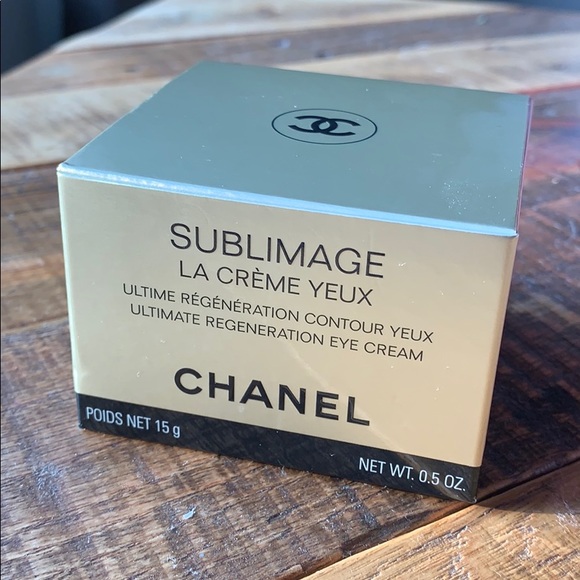 SUBLIMAGE
LA CRÈME YEUX
ULTIME RÉGÉNÉRATION CONTOUR YEUX
ULTIMATE REGENERATION EYE CREAM
CHANEL
POIDS NET 15 g
NET WT. 0.5 OZ.